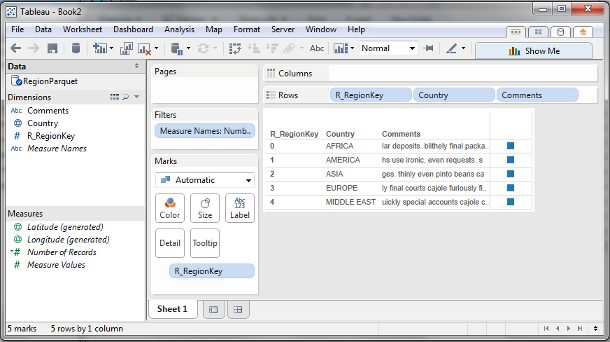 Tableau - Book2
File Data Worksheet Dashboard Analysis Map Format Server Window Help
Abc Normal Show Me
Data
RegionParquet
Dimensions
Abc Comments
Country
# R_RegionKey
Abc Measure Names
Measures
Latitude (generated)
Longitude (generated)
=# Number of Records
# Measure Values
Pages
Filters
Measure Names: Numb..
Marks
Automatic
Abc
123
Color Size Label
Detail Tooltip
R_RegionKey
Columns
Rows R_RegionKey Country Comments
R_RegionKey Country Comments
0 AFRICA lar deposits. blithely final packa..
1 AMERICA hs use ironic, even requests. s
2 ASIA ges. thinly even pinto beans ca
3 EUROPE ly final courts cajole furiously fi..
4 MIDDLE EAST uickly special accounts cajole c..
Sheet 1
5 marks 5 rows by 1 column